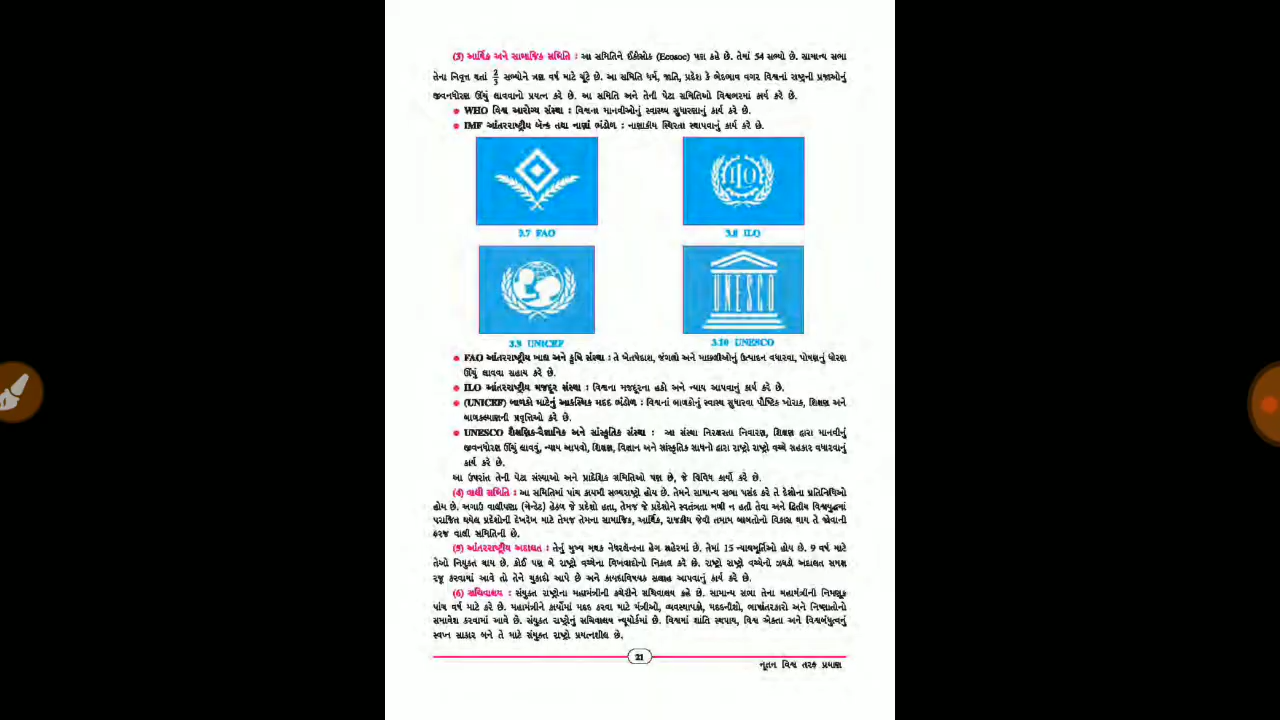 (3) આર્થિક અને સામાજિક સમિતિ : આ સમિતિને ઈકોસોક (Ecosoc) પણ કહે છે. તેમાં 54 સભ્યો છે. સામાન્ય સભા
તેના નિવૃત્ત થતાં 2/3 સભ્યોને ત્રણ વર્ષ માટે ચૂંટે છે. આ સમિતિ ધર્મ, જાતિ, પ્રદેશ કે ભેદભાવ વગર વિશ્વનાં રાષ્ટ્રની પ્રજાઓનું
જીવનધોરણ ઊંચું લાવવાનો પ્રયત્ન કરે છે. આ સમિતિ અને તેની પેટા સમિતિઓ વિશ્વભરમાં કાર્ય કરે છે.
• WHO વિશ્વ આરોગ્ય સંસ્થા : વિશ્વના માનવીઓનું સ્વાસ્થ્ય સુધારણાનું કાર્ય કરે છે.
• IMF આંતરરાષ્ટ્રીય બૅન્ક તથા નાણાં ભંડોળ : નાણાકીય સ્થિરતા સ્થાપવાનું કાર્ય કરે છે.
ILO
3.7 FAO 3.8 ILO
UNESCO
3.9 UNICEF 3.10 UNESCO
• FAO આંતરરાષ્ટ્રીય ખાદ્ય અને કૃષિ સંસ્થા : તે ખેતપેદાશ, જંગલો અને માછલીઓનું ઉત્પાદન વધારવા, પોષણનું ધોરણ
ઊંચું લાવવા સહાય કરે છે.
• ILO આંતરરાષ્ટ્રીય મજદૂર સંસ્થા : વિશ્વના મજદૂરના હકો અને ન્યાય આપવાનું કાર્ય કરે છે.
• (UNICEF) બાળકો માટેનું આકસ્મિક મદદ ભંડોળ : વિશ્વનાં બાળકોનું સ્વાસ્થ્ય સુધારવા પૌષ્ટિક ખોરાક, શિક્ષણ અને
બાળકલ્યાણની પ્રવૃત્તિઓ કરે છે.
• UNESCO શૈક્ષણિક-વૈજ્ઞાનિક અને સાંસ્કૃતિક સંસ્થા : આ સંસ્થા નિરક્ષરતા નિવારણ, શિક્ષણ દ્વારા માનવીનું
જીવનધોરણ ઊંચું લાવવું, ન્યાય આપવો, શિક્ષણ, વિજ્ઞાન અને સાંસ્કૃતિક સાધનો દ્વારા રાષ્ટ્રો રાષ્ટ્રો વચ્ચે સહકાર વધારવાનું
કાર્ય કરે છે.
આ ઉપરાંત તેની પેટા સંસ્થાઓ અને પ્રાદેશિક સમિતિઓ પણ છે, જે વિવિધ કાર્યો કરે છે.
(4) વાલી સમિતિ : આ સમિતિમાં પાંચ કાયમી સભ્યરાષ્ટ્રો હોય છે. તેમને સામાન્ય સભા પસંદ કરે તે દેશોના પ્રતિનિધિઓ
હોય છે. અગાઉ વાલીપણા (મેન્ડેટ) હેઠળ જે પ્રદેશો હતા, તેમજ જે પ્રદેશોને સ્વતંત્રતા મળી ન હતી તેવા અને દ્વિતીય વિશ્વયુદ્ધમાં
પરાજિત થયેલ પ્રદેશોની દેખરેખ માટે તેમજ તેમના સામાજિક, આર્થિક, રાજકીય જેવી તમામ બાબતોનો વિકાસ થાય તે જોવાની
ફરજ વાલી સમિતિની છે.
(5) આંતરરાષ્ટ્રીય અદાલત : તેનું મુખ્ય મથક નેધરલૅન્ડના હેગ શહેરમાં છે. તેમાં 15 ન્યાયમૂર્તિઓ હોય છે. 9 વર્ષ માટે
તેઓ નિયુક્ત થાય છે. કોઈ પણ બે રાષ્ટ્રો વચ્ચેના વિખવાદોનો નિકાલ કરે છે. રાષ્ટ્રો રાષ્ટ્રો વચ્ચેનો ઝઘડો અદાલત સમક્ષ
રજૂ કરવામાં આવે તો તેને ચુકાદો આપે છે અને કાયદાવિષયક સલાહ આપવાનું કાર્ય કરે છે.
(6) સચિવાલય : સંયુક્ત રાષ્ટ્રોના મહામંત્રીની કચેરીને સચિવાલય કહે છે. સામાન્ય સભા તેના મહામંત્રીની નિમણૂક
પાંચ વર્ષ માટે કરે છે. મહામંત્રીને કાર્યોમાં મદદ કરવા માટે મંત્રીઓ, વ્યવસ્થાપકો, મદદનીશો, ભાષાંતરકારો અને નિષ્ણાતોનો
સમાવેશ કરવામાં આવે છે. સંયુક્ત રાષ્ટ્રોનું સચિવાલય ન્યૂયોર્કમાં છે. વિશ્વમાં શાંતિ સ્થપાય, વિશ્વ એકતા અને વિશ્વબંધુત્વનું
સ્વપ્ન સાકાર બને તે માટે સંયુક્ત રાષ્ટ્રો પ્રયત્નશીલ છે.
21
નૂતન વિશ્વ તરફ પ્રયાણ